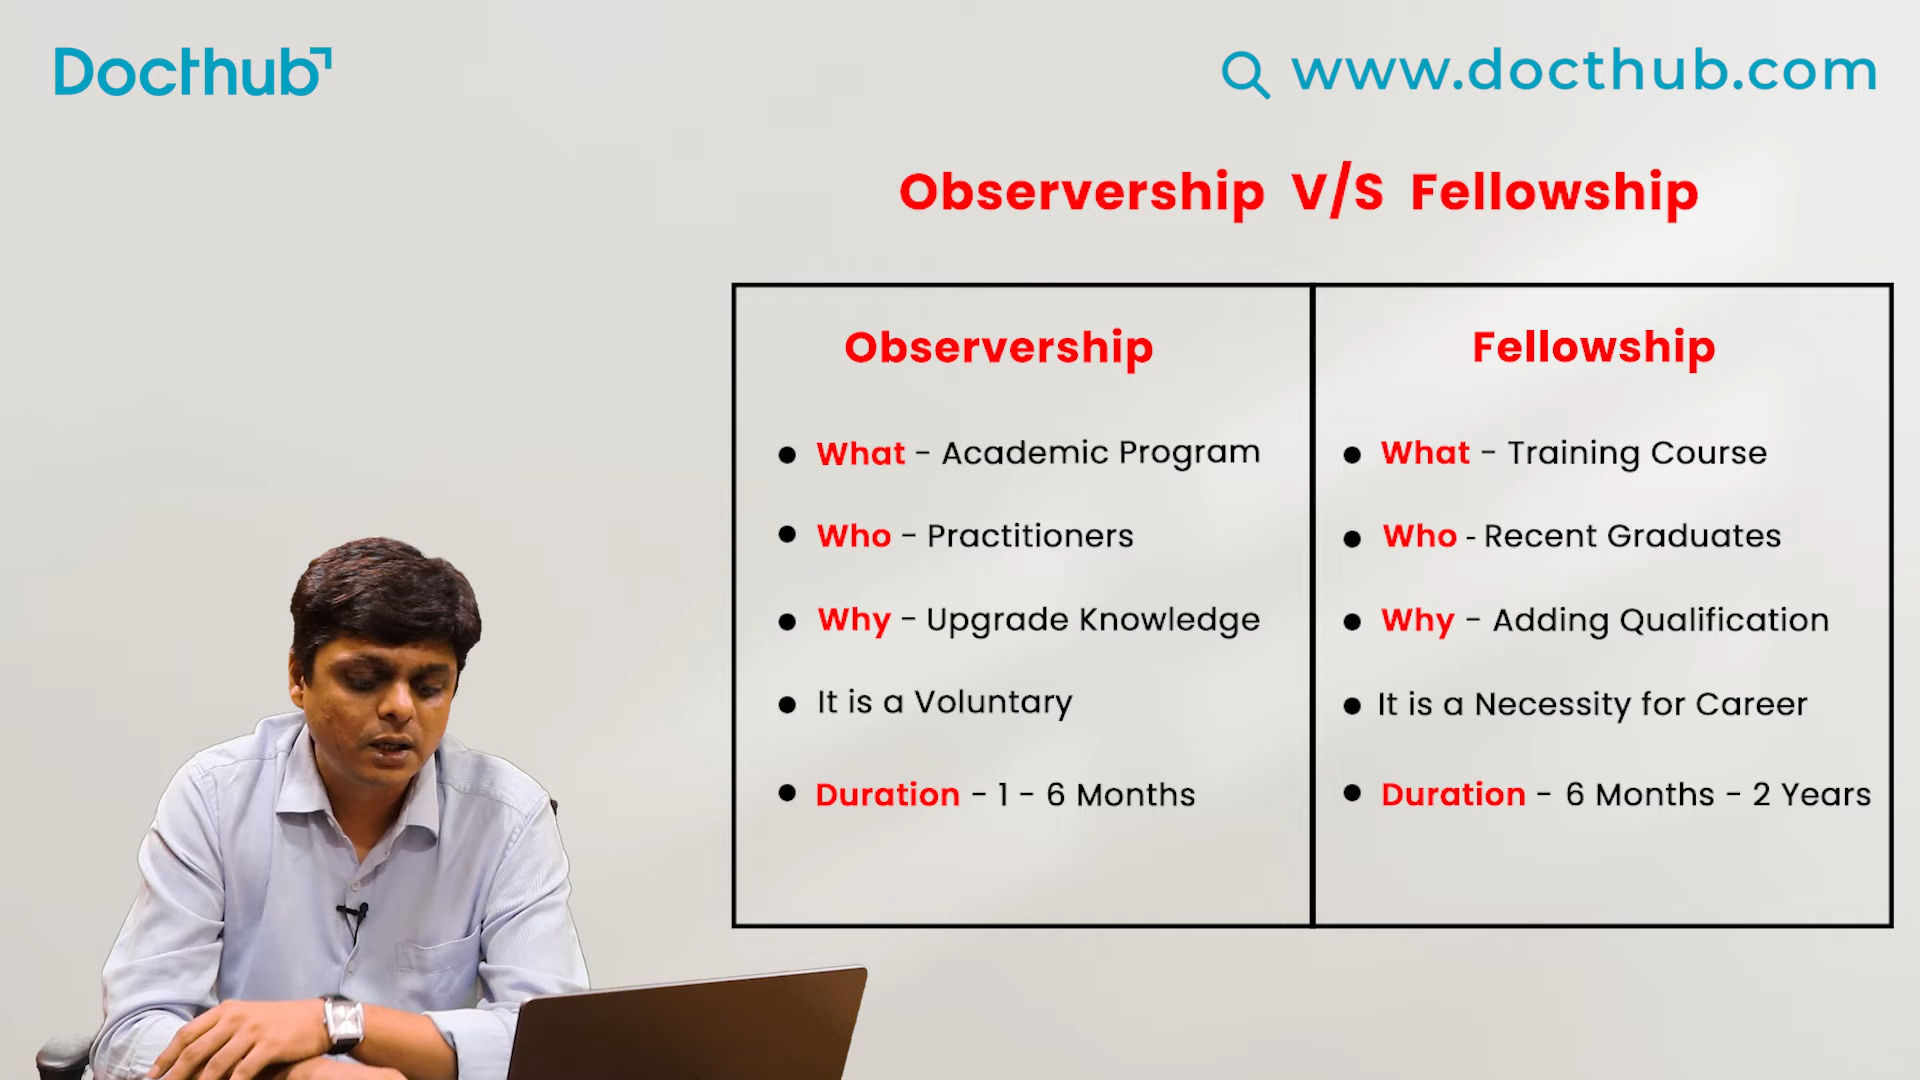 Docthub
www.docthub.com
Observership V/S Fellowship
Observership
What - Academic Program
Who - Practitioners
Why - Upgrade Knowledge
It is a Voluntary
Duration - 1 - 6 Months
Fellowship
What - Training Course
Who - Recent Graduates
Why - Adding Qualification
It is a Necessity for Career
Duration - 6 Months - 2 Years